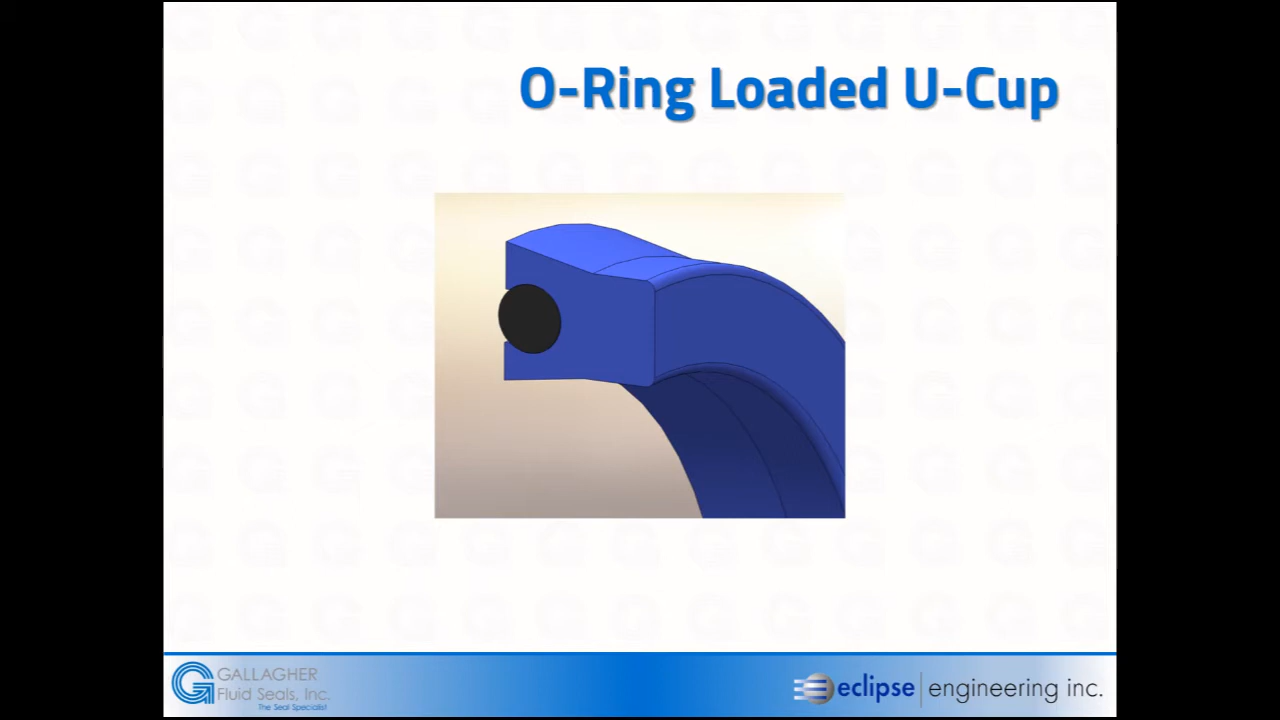 O-Ring Loaded U-Cup
GALLAGHER
Fluid Seals, Inc.
The Seal Specialist
eclipse engineering inc.